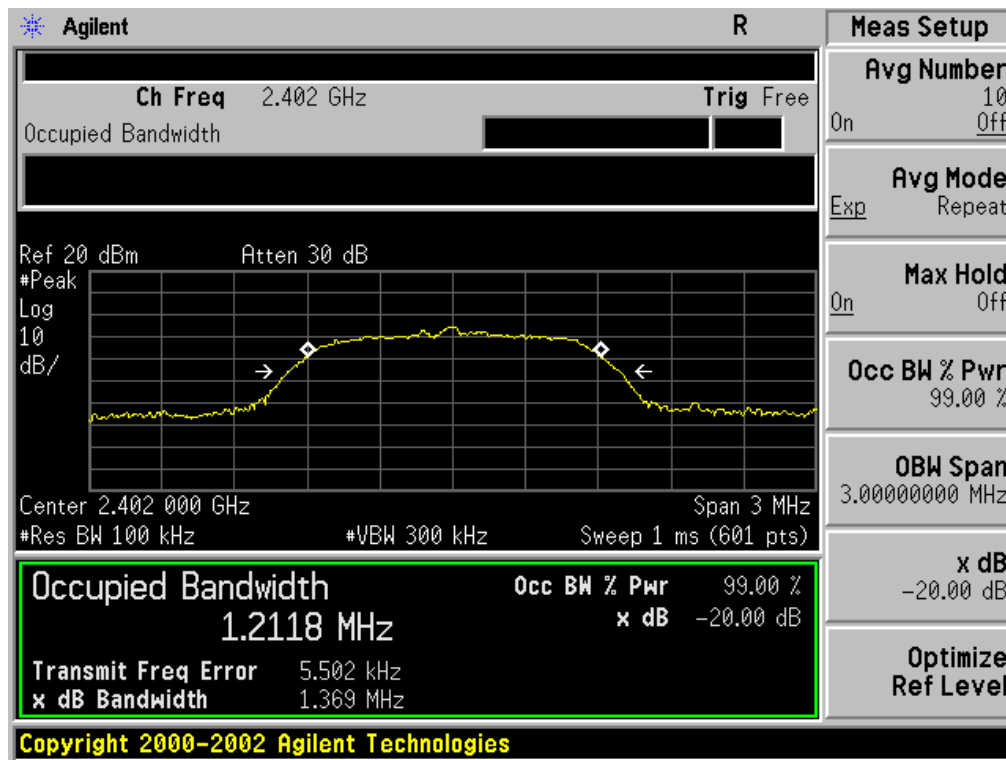 Agilent R Meas Setup
Ch Freq 2.402 GHz Trig Free
Occupied Bandwidth
Ref 20 dBm Atten 30 dB
#Peak
Log
10
dB/
Center 2.402 000 GHz Span 3 MHz
#Res BW 100 kHz #VBW 300 kHz Sweep 1 ms (601 pts)
Occupied Bandwidth Occ BW % Pwr 99.00 %
1.2118 MHz x dB -20.00 dB
Transmit Freq Error 5.502 kHz
x dB Bandwidth 1.369 MHz
Copyright 2000-2002 Agilent Technologies
Avg Number
10
On Off
Avg Mode
Exp Repeat
Max Hold
On Off
Occ BW % Pwr
99.00 %
OBW Span
3.00000000 MHz
x dB
-20.00 dB
Optimize
Ref Level